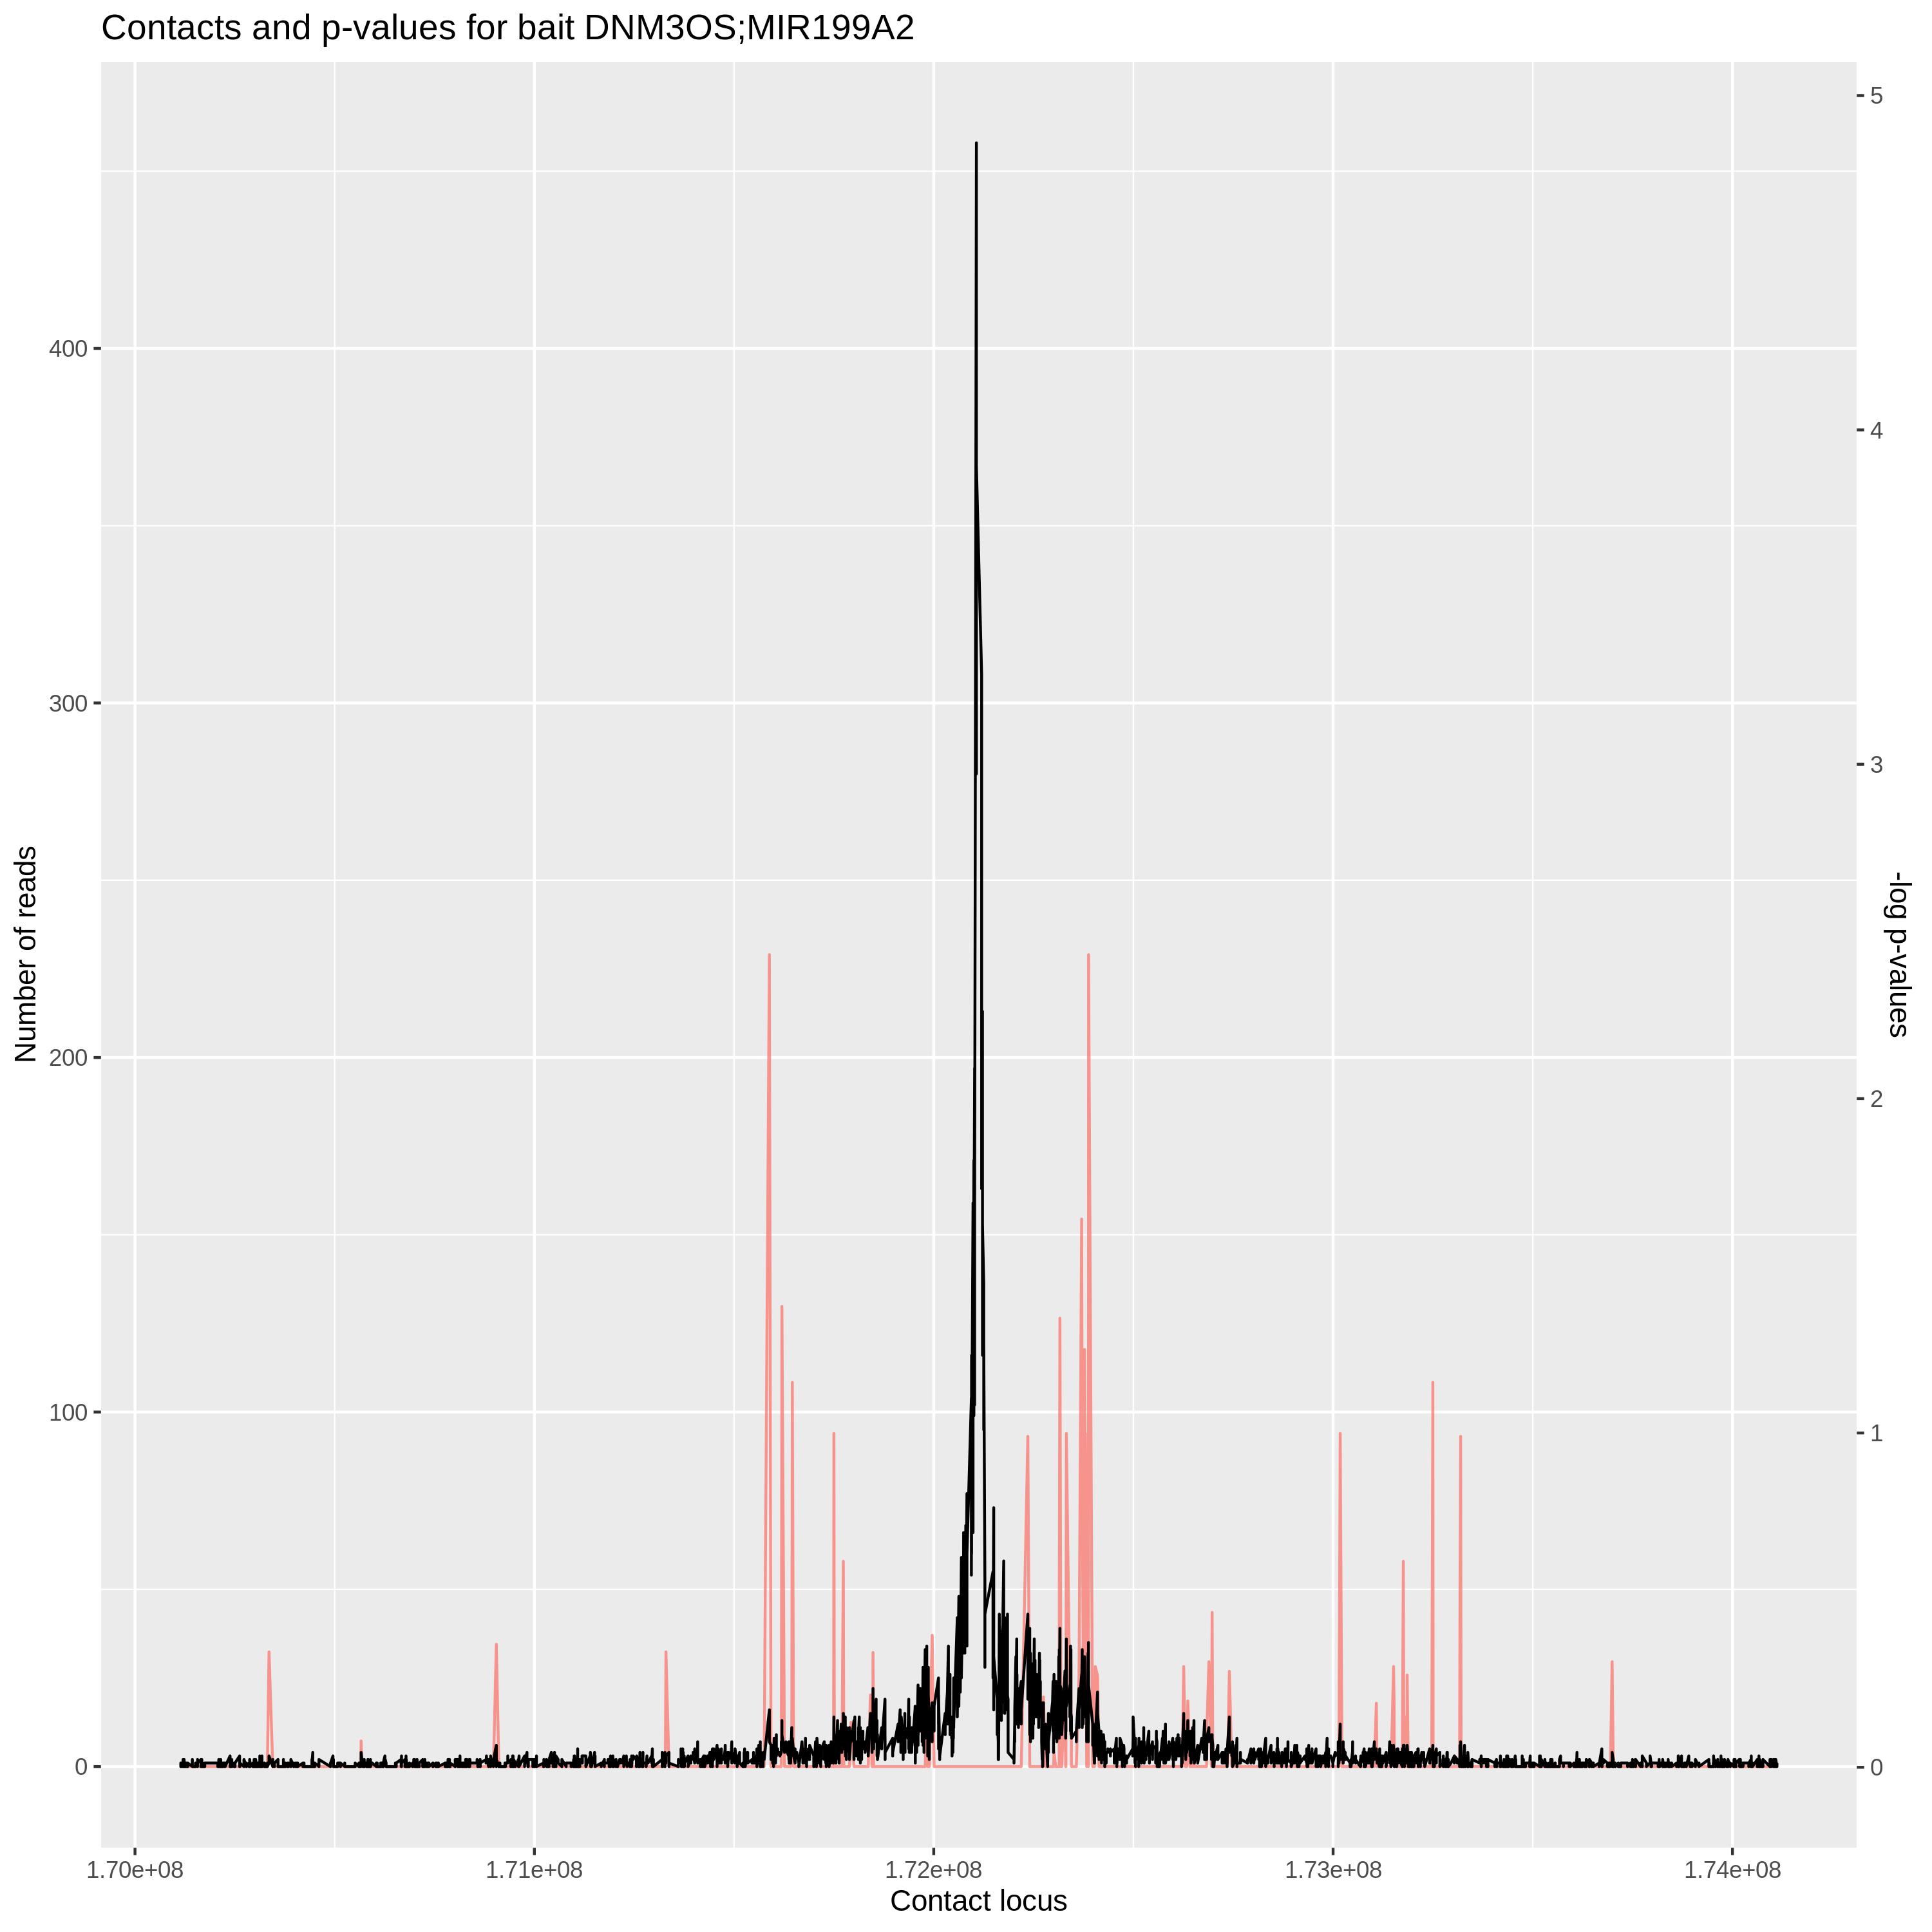 Contacts and p-values for bait DNM3OS;MIR199A2
Number of reads
400
300
200
100
0
5
4
3
2
1
0
-log p-values
1.70e+08
1.71e+08
1.72e+08
1.73e+08
1.74e+08
Contact locus